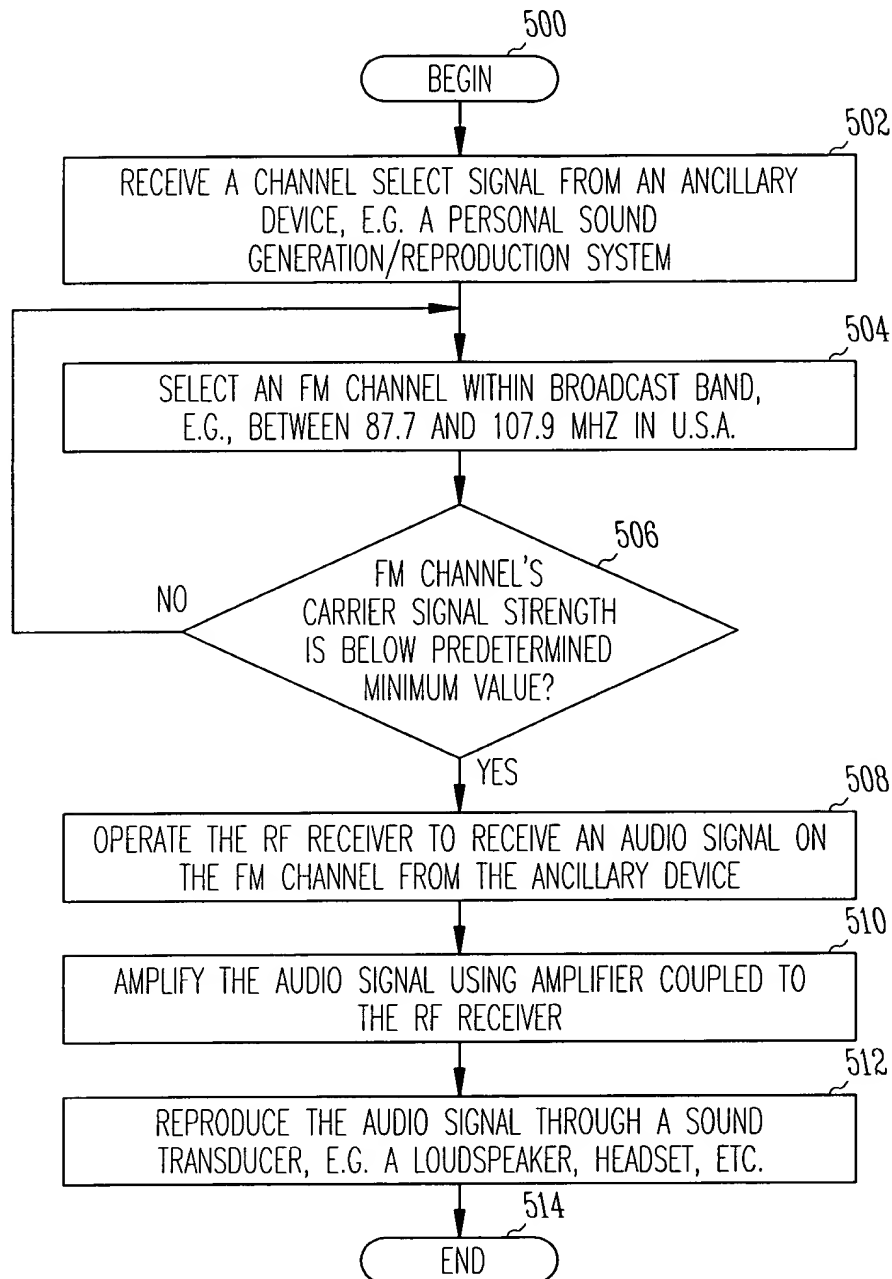 500
BEGIN
502
RECEIVE A CHANNEL SELECT SIGNAL FROM AN ANCILLARY
DEVICE, E.G. A PERSONAL SOUND
GENERATION/REPRODUCTION SYSTEM
504
SELECT AN FM CHANNEL WITHIN BROADCAST BAND,
E.G., BETWEEN 87.7 AND 107.9 MHZ IN U.S.A.
506
FM CHANNEL'S
CARRIER SIGNAL STRENGTH
IS BELOW PREDETERMINED
MINIMUM VALUE?
NO
YES
508
OPERATE THE RF RECEIVER TO RECEIVE AN AUDIO SIGNAL ON
THE FM CHANNEL FROM THE ANCILLARY DEVICE
510
AMPLIFY THE AUDIO SIGNAL USING AMPLIFIER COUPLED TO
THE RF RECEIVER
512
REPRODUCE THE AUDIO SIGNAL THROUGH A SOUND
TRANSDUCER, E.G. A LOUDSPEAKER, HEADSET, ETC.
514
END